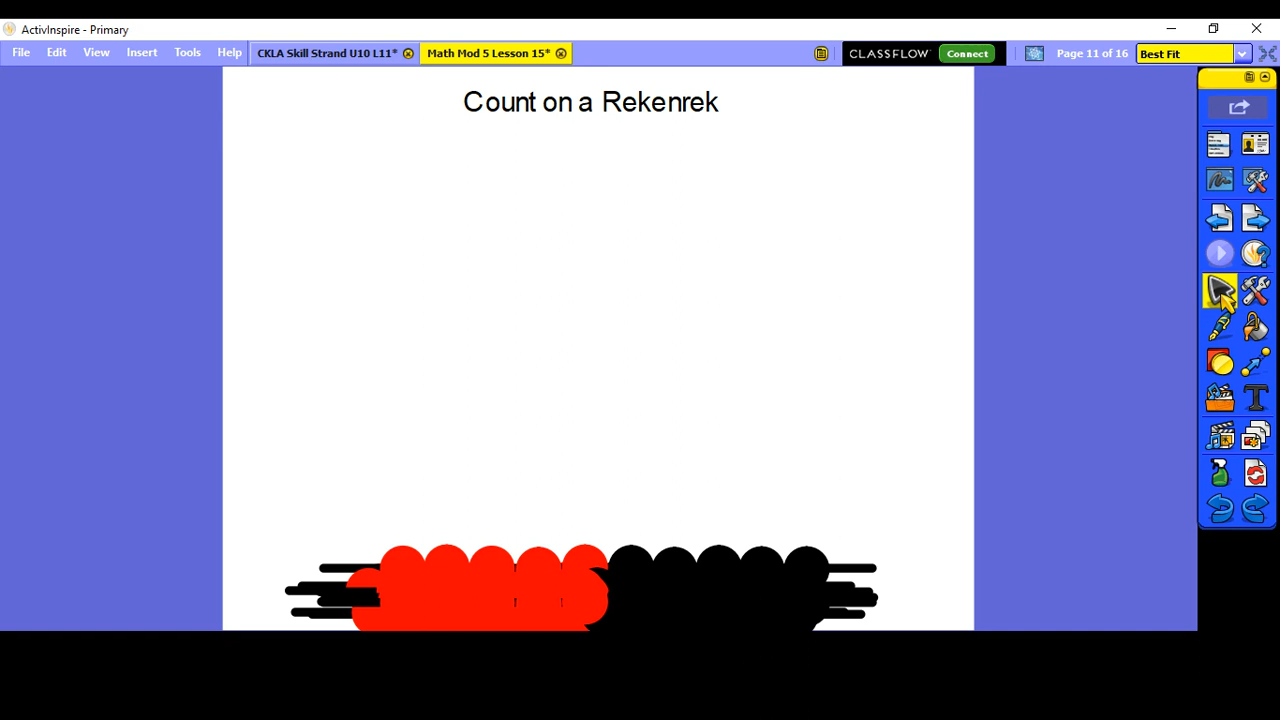 ActivInspire - Primary
File Edit View Insert Tools Help
CKLA Skill Strand U10 L11*
Math Mod 5 Lesson 15*
CLASSFLOW Connect
Page 11 of 16
Best Fit
Count on a Rekenrek